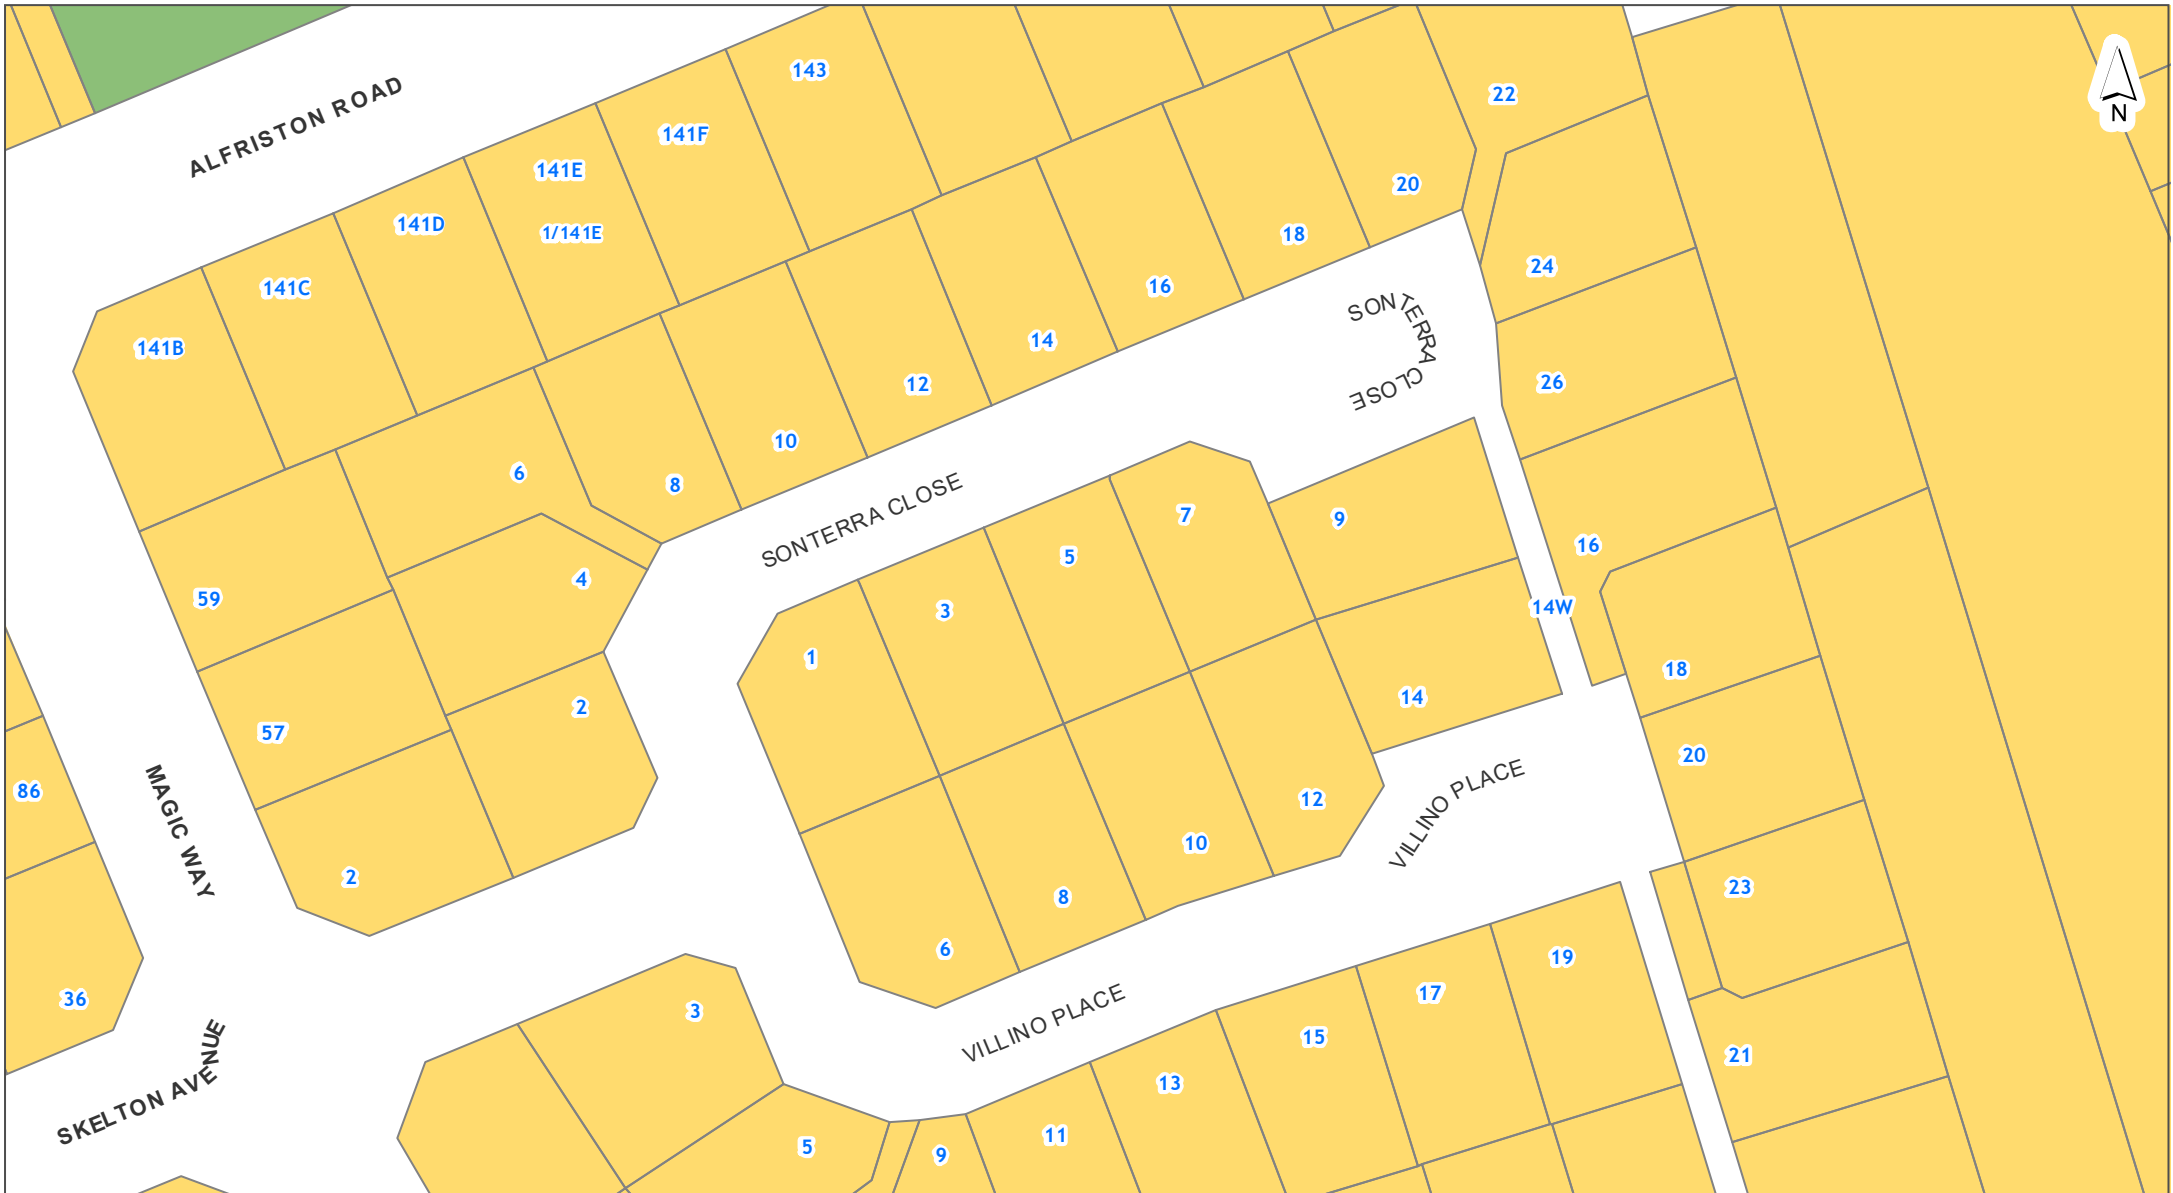 143
22
N
ALFRISTON ROAD
141F
141E
1/141E
141D
20
18
24
141C
16
SONTERRA CLOSE
141B
14
12
26
10
6
8
SONTERRA CLOSE
7
9
5
16
4
59
3
14W
1
18
2
14
57
20
MAGIC WAY
VILLINO PLACE
86
12
10
2
23
8
6
19
17
36
3
VILLINO PLACE
15
21
SKELTON AVENUE
13
11
5
9